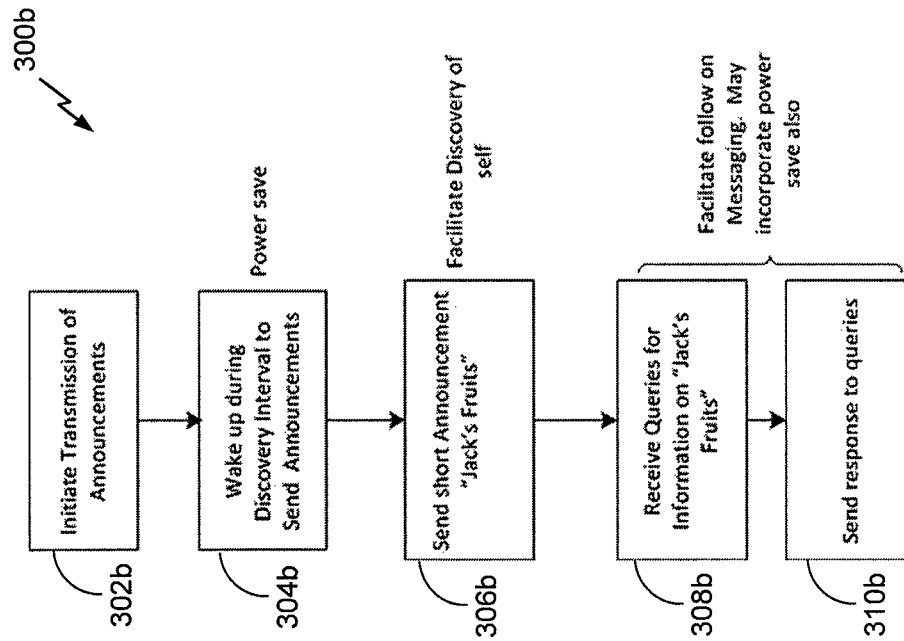 300b
302b
Initiate Transmission of
Announcements
304b
Wake up during
Discovery Interval to
Send Announcements
Power save
306b
Send short Announcement
"Jack's Fruits"
Facilitate Discovery of
self
308b
Receive Queries for
Information on "Jack's
Fruits"
310b
Send response to queries
Faciltate follow on
Messaging. May
incorporate power
save also